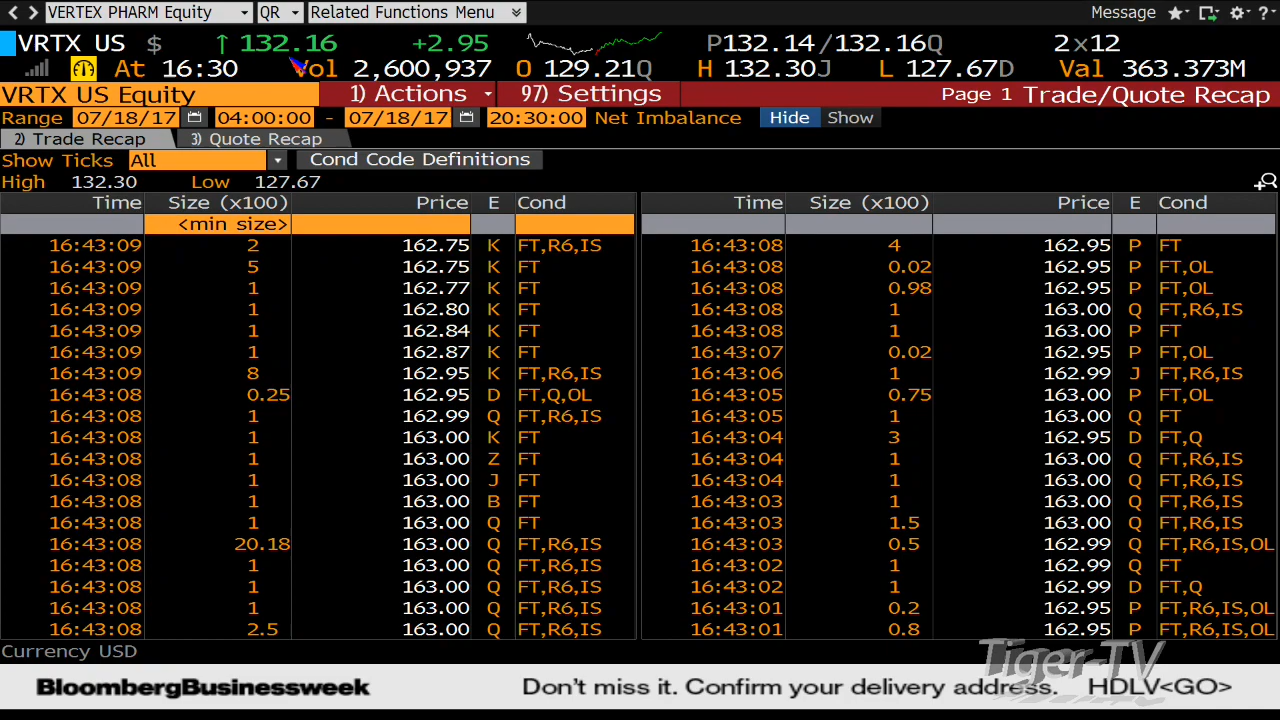 VERTEX PHARM Equity QR Related Functions Menu Message ?
VRTX US $ ↑ 132.16 +2.95 P132.14/132.16Q 2×12
At 16:30 Vol 2,600,937 O 129.21Q H 132.30J L 127.67D Val 363.373M
VRTX US Equity 1) Actions 97) Settings Page 1 Trade/Quote Recap
Range 07/18/17 04:00:00 - 07/18/17 20:30:00 Net Imbalance Hide Show
2) Trade Recap 3) Quote Recap
Show Ticks All Cond Code Definitions
High 132.30 Low 127.67
Time Size (x100) Price E Cond Time Size (x100) Price E Cond
<min size>
16:43:09 2 162.75 K FT,R6,IS 16:43:08 4 162.95 P FT
16:43:09 5 162.75 K FT 16:43:08 0.02 162.95 P FT,OL
16:43:09 1 162.77 K FT 16:43:08 0.98 162.95 P FT,OL
16:43:09 1 162.80 K FT 16:43:08 1 163.00 Q FT,R6,IS
16:43:09 1 162.84 K FT 16:43:08 1 163.00 P FT
16:43:09 1 162.87 K FT 16:43:07 0.02 162.95 P FT,OL
16:43:09 8 162.95 K FT,R6,IS 16:43:06 1 162.99 J FT,R6,IS
16:43:08 0.25 162.95 D FT,Q,OL 16:43:05 0.75 163.00 P FT,OL
16:43:08 1 162.99 Q FT,R6,IS 16:43:05 1 163.00 Q FT
16:43:08 1 163.00 K FT 16:43:04 3 162.95 D FT,Q
16:43:08 1 163.00 Z FT 16:43:04 1 163.00 Q FT,R6,IS
16:43:08 1 163.00 J FT 16:43:04 1 163.00 Q FT,R6,IS
16:43:08 1 163.00 B FT 16:43:03 1 163.00 Q FT,R6,IS
16:43:08 1 163.00 Q FT 16:43:03 1.5 163.00 Q FT,R6,IS
16:43:08 20.18 163.00 Q FT,R6,IS 16:43:03 0.5 162.99 Q FT,R6,IS,OL
16:43:08 1 163.00 Q FT,R6,IS 16:43:02 1 162.99 Q FT
16:43:08 1 163.00 Q FT,R6,IS 16:43:02 1 162.99 D FT,Q
16:43:08 1 163.00 Q FT,R6,IS 16:43:01 0.2 162.95 P FT,R6,IS,OL
16:43:08 2.5 163.00 Q FT,R6,IS 16:43:01 0.8 162.95 P FT,R6,IS,OL
Currency USD
Tiger-TV
BloombergBusinessweek Don't miss it. Confirm your delivery address. HDLV<GO>